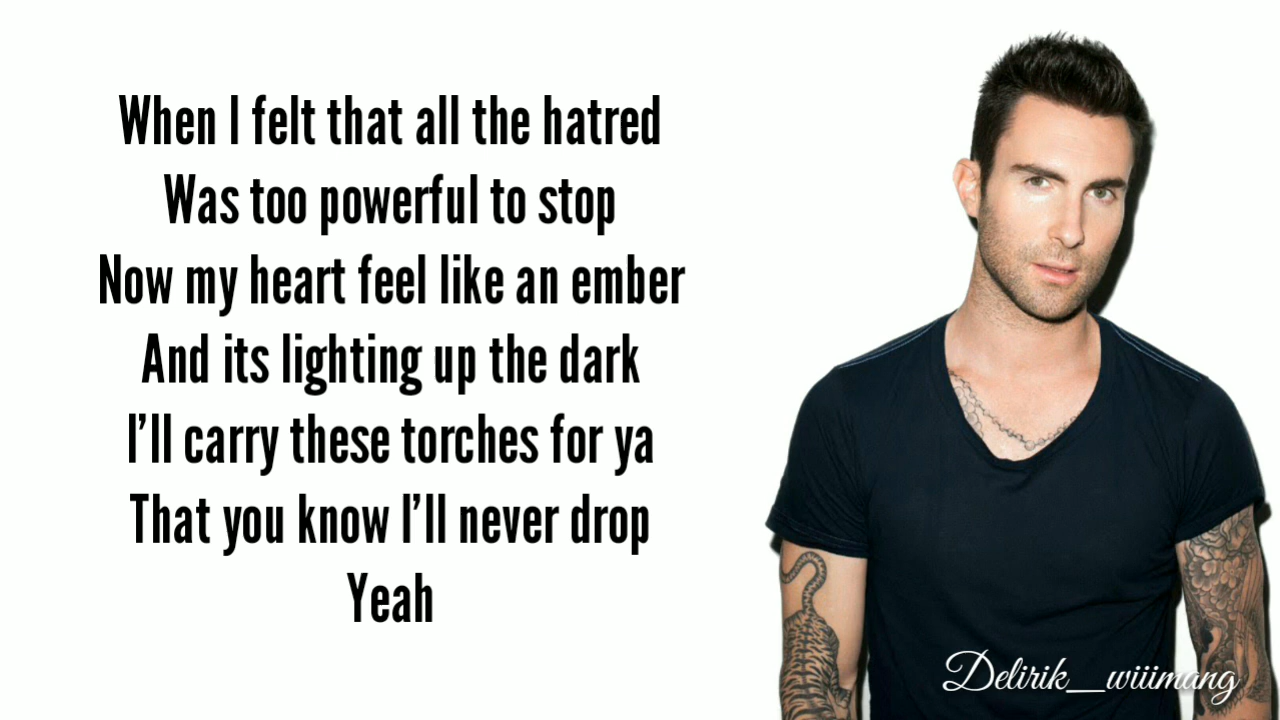 When I felt that all the hatred
Was too powerful to stop
Now my heart feel like an ember
And its lighting up the dark
I'll carry these torches for ya
That you know I'll never drop
Yeah
Delirik__wiiimang